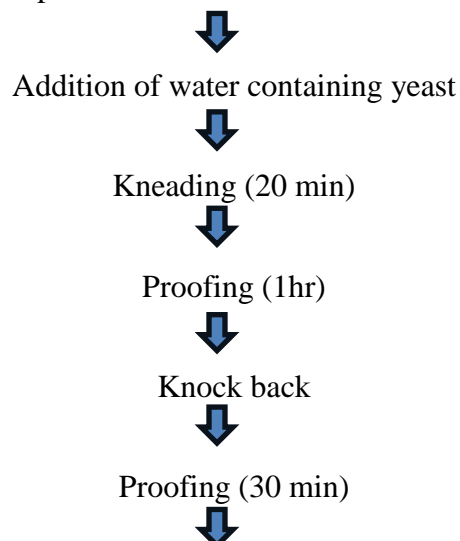 Addition of water containing yeast
Kneading (20 min)
Proofing (1hr)
Knock back
Proofing (30 min)